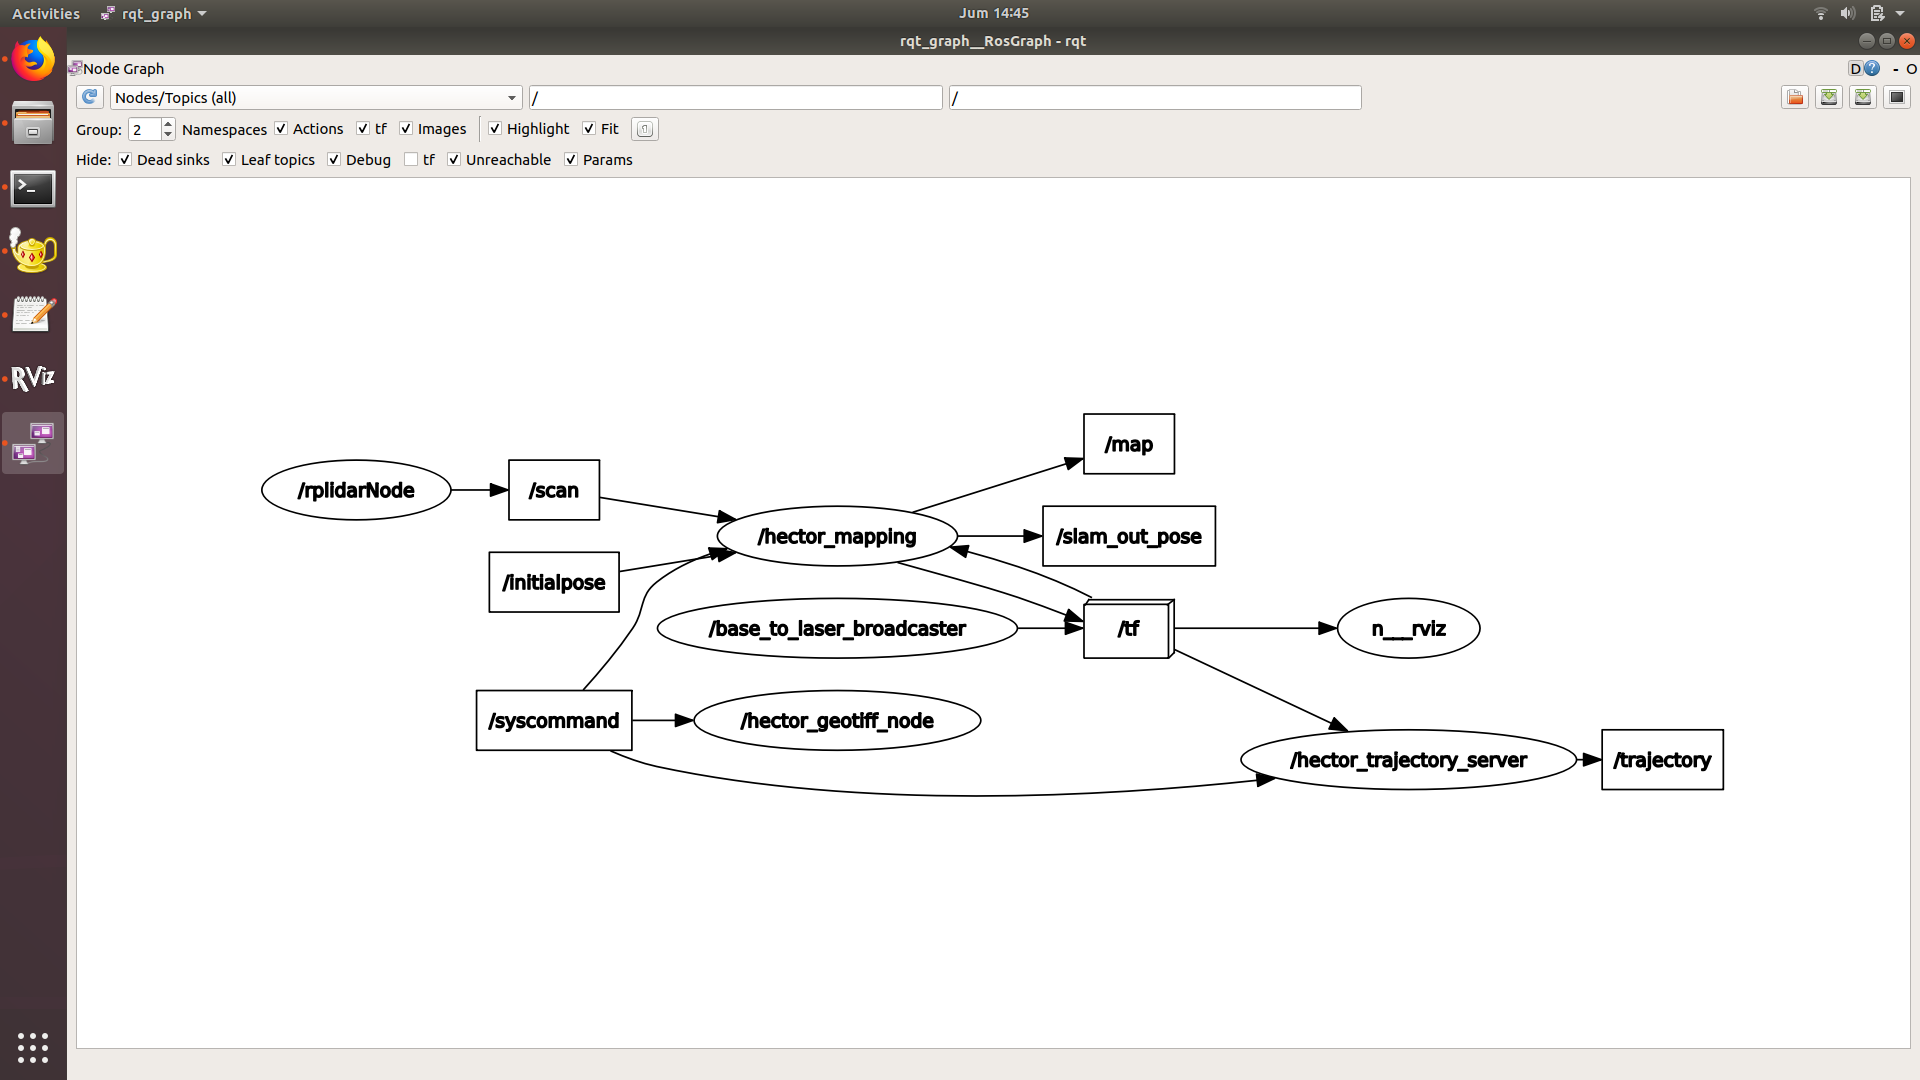 Activities rqt_graph Jum 14:45
rqt_graph__RosGraph - rqt
Node Graph D ? - O
Nodes/Topics (all) / /
Group: 2 Namespaces Actions tf Images Highlight Fit
Hide: Dead sinks Leaf topics Debug tf Unreachable Params
>_
RViz
/map
/rplidarNode /scan
/hector_mapping /slam_out_pose
/initialpose
/base_to_laser_broadcaster /tf n___rviz
/syscommand /hector_geotiff_node
/hector_trajectory_server /trajectory